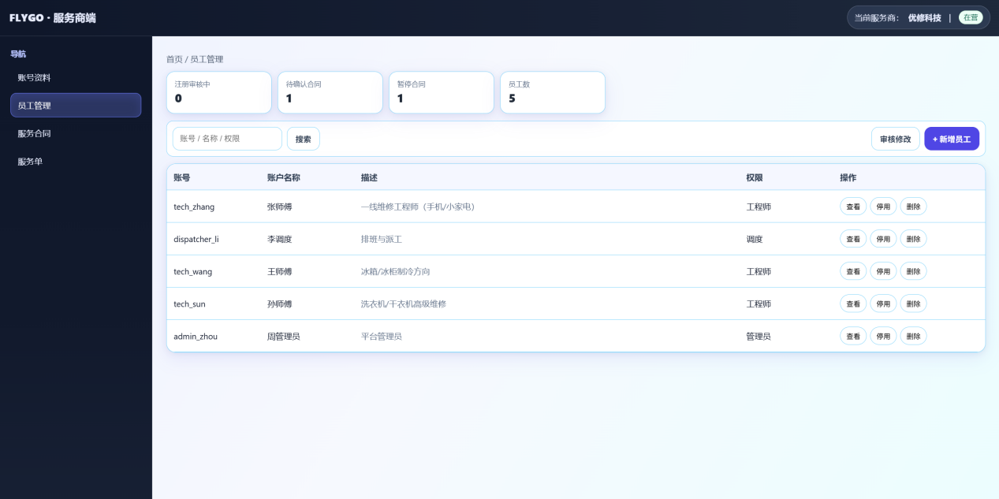 FLYGO · 服务商端
当前服务商： 优修科技 | 在营
导航
账号资料
员工管理
服务合同
服务单
首页 / 员工管理
注册审核中 待确认合同 暂停合同 员工数
0 1 1 5
账号 / 名称 / 权限 搜索 审核修改 + 新增员工
账号 账户名称 描述 权限 操作
tech_zhang 张师傅 一线维修工程师（手机/小家电） 工程师 查看 停用 删除
dispatcher_li 李调度 排班与派工 调度 查看 停用 删除
tech_wang 王师傅 冰箱/冰柜制冷方向 工程师 查看 停用 删除
tech_sun 孙师傅 洗衣机/干衣机高级维修 工程师 查看 停用 删除
admin_zhou 周管理员 平台管理员 管理员 查看 停用 删除